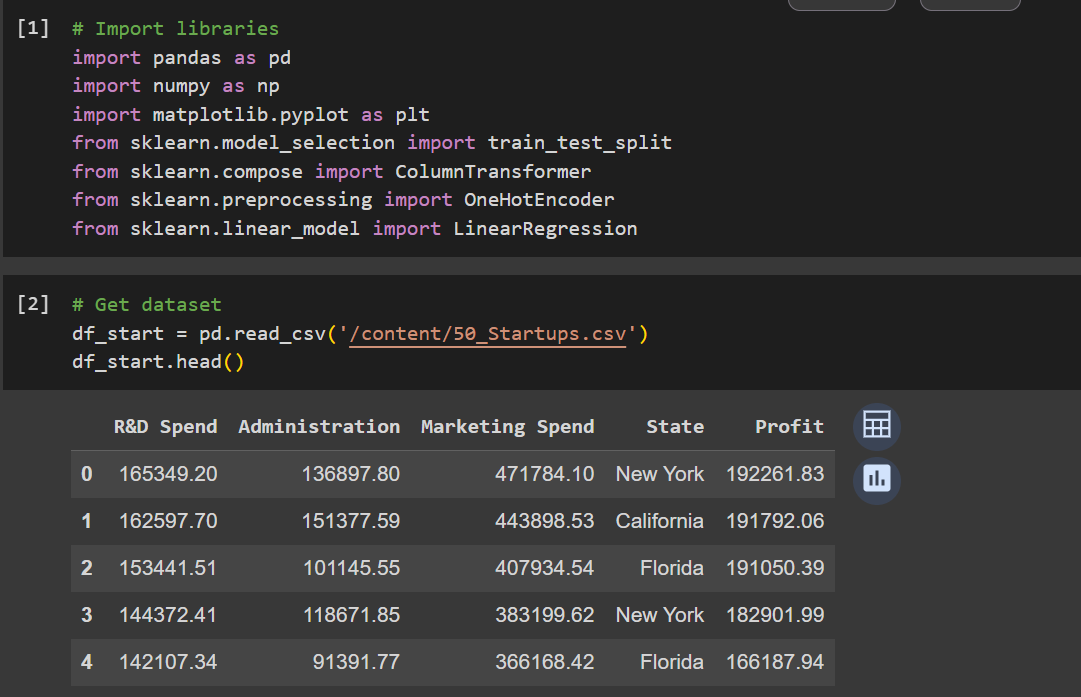 [1] # Import libraries
import pandas as pd
import numpy as np
import matplotlib.pyplot as plt
from sklearn.model_selection import train_test_split
from sklearn.compose import ColumnTransformer
from sklearn.preprocessing import OneHotEncoder
from sklearn.linear_model import LinearRegression
[2] # Get dataset
df_start = pd.read_csv('/content/50_Startups.csv')
df_start.head()
R&D Spend Administration Marketing Spend State Profit
0 165349.20 136897.80 471784.10 New York 192261.83
1 162597.70 151377.59 443898.53 California 191792.06
2 153441.51 101145.55 407934.54 Florida 191050.39
3 144372.41 118671.85 383199.62 New York 182901.99
4 142107.34 91391.77 366168.42 Florida 166187.94